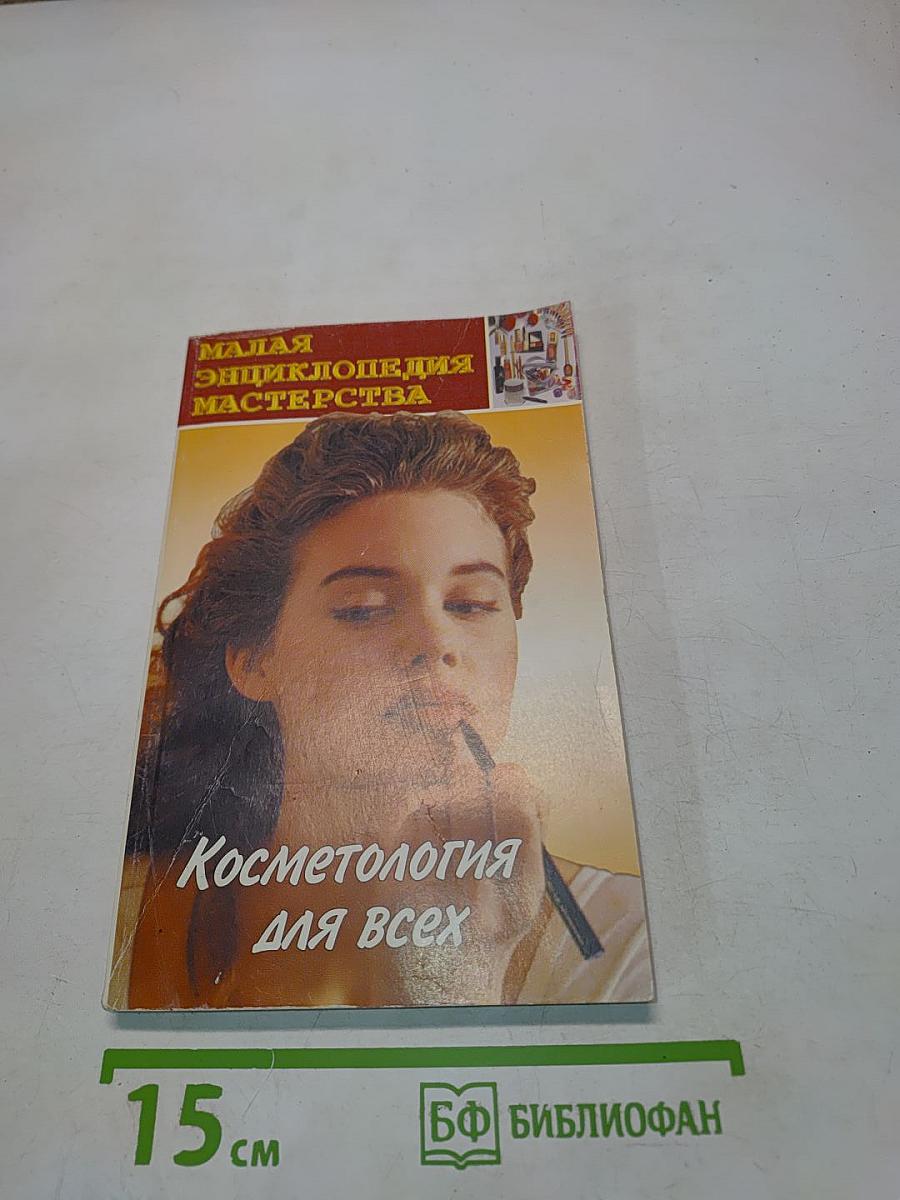 МАЛАЯ
ЭНЦИКЛОПЕДИЯ
МАСТЕРСТВА
Косметология
для всех
15 см
БФ БИБЛИОФАН